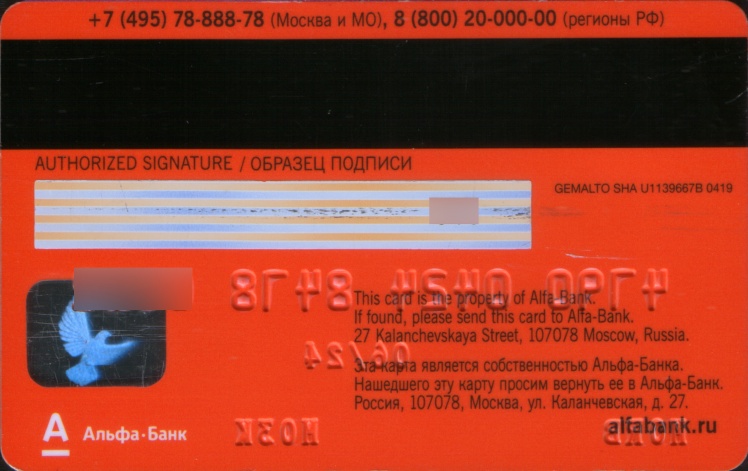 +7 (495) 78-888-78 (Москва и МО), 8 (800) 20-000-00 (регионы РФ)
AUTHORIZED SIGNATURE / ОБРАЗЕЦ ПОДПИСИ
GEMALTO SHA U1139667B 0419
This card is the property of Alfa-Bank.
If found, please send this card to Alfa-Bank.
27 Kalanchevskaya Street, 107078 Moscow, Russia.
Эта карта является собственностью Альфа-Банка.
Нашедшего эту карту просим вернуть ее в Альфа-Банк.
Россия, 107078, Москва, ул. Каланчевская, д. 27.
alfabank.ru
А Альфа·Банк